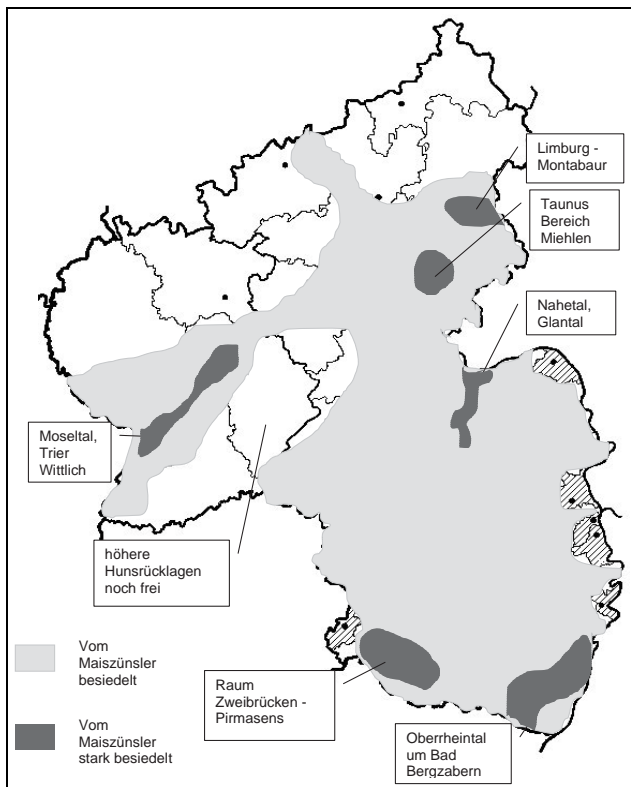 Limburg -
Montabaur
Taunus
Bereich
Miehlen
Nahetal,
Glantal
Moseltal,
Trier
Wittlich
höhere
Hunsrücklagen
noch frei
Vom
Maiszünsler
besiedelt
Raum
Zweibrücken -
Pirmasens
Vom
Maiszünsler
stark besiedelt
Oberrheintal
um Bad
Bergzabern